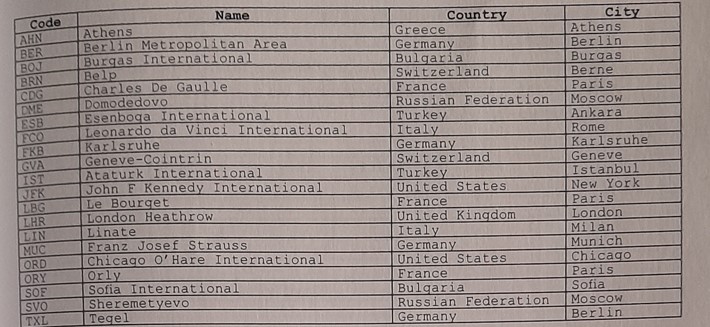 Code Name Country City
AHN Athens Greece Athens
BER Berlin Metropolitan Area Germany Berlin
BOJ Burgas International Bulgaria Burgas
BRN Belp Switzerland Berne
CDG Charles De Gaulle France Paris
DME Domodedovo Russian Federation Moscow
ESB Esenboga International Turkey Ankara
FCO Leonardo da Vinci International Italy Rome
FKB Karlsruhe Germany Karlsruhe
GVA Geneve-Cointrin Switzerland Geneve
IST Ataturk International Turkey Istanbul
JFK John F Kennedy International United States New York
LBG Le Bourget France Paris
LHR London Heathrow United Kingdom London
LIN Linate Italy Milan
MUC Franz Josef Strauss Germany Munich
ORD Chicago O'Hare International United States Chicago
ORY Orly France Paris
SOF Sofia International Bulgaria Sofia
SVO Sheremetyevo Russian Federation Moscow
TXL Tegel Germany Berlin